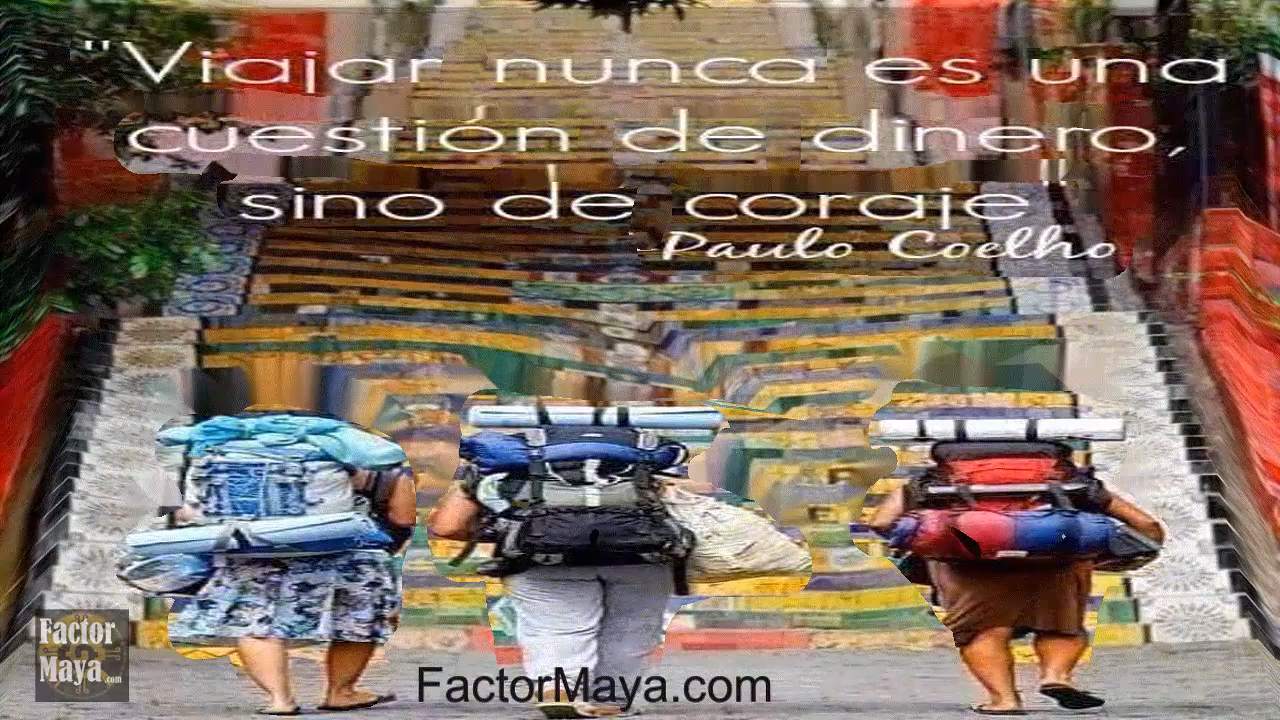 "Viajar nunca es una
cuestión de dinero,
sino de coraje"
Paulo Coelho
Factor
Maya.com
FactorMaya.com